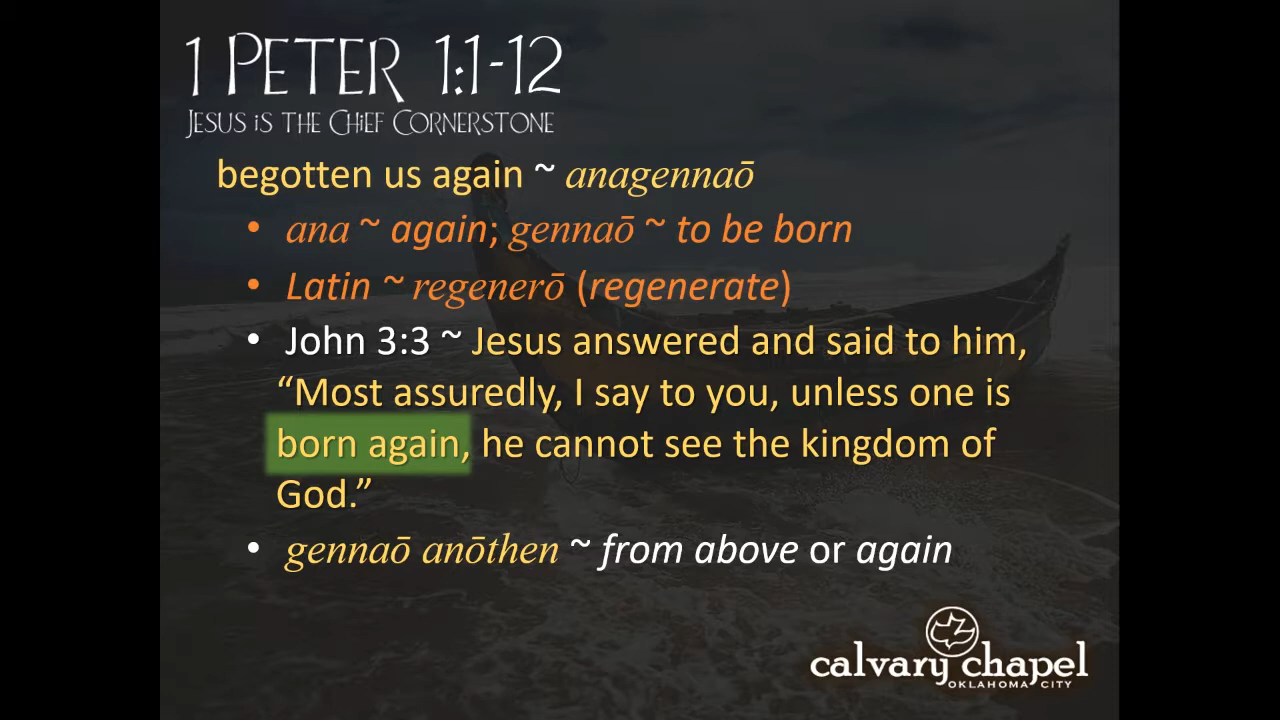 1 PETER 1:1-12
JESUS iS THE CHiEF CORNERSTONE
begotten us again ~ anagennaō
• ana ~ again; gennaō ~ to be born
• Latin ~ regenerō (regenerate)
• John 3:3 ~ Jesus answered and said to him,
“Most assuredly, I say to you, unless one is
born again, he cannot see the kingdom of
God.”
• gennaō anōthen ~ from above or again
calvary chapel
OKLAHOMA CITY